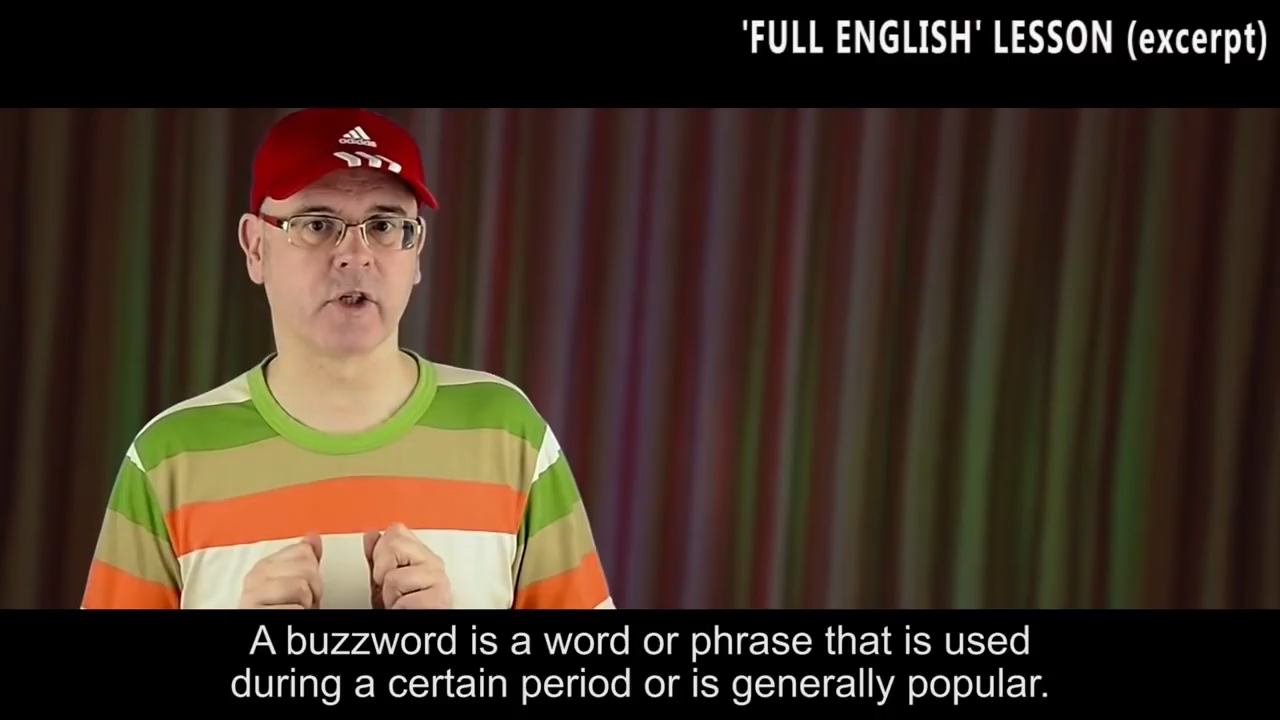 'FULL ENGLISH' LESSON (excerpt)
adidas
A buzzword is a word or phrase that is used
during a certain period or is generally popular.